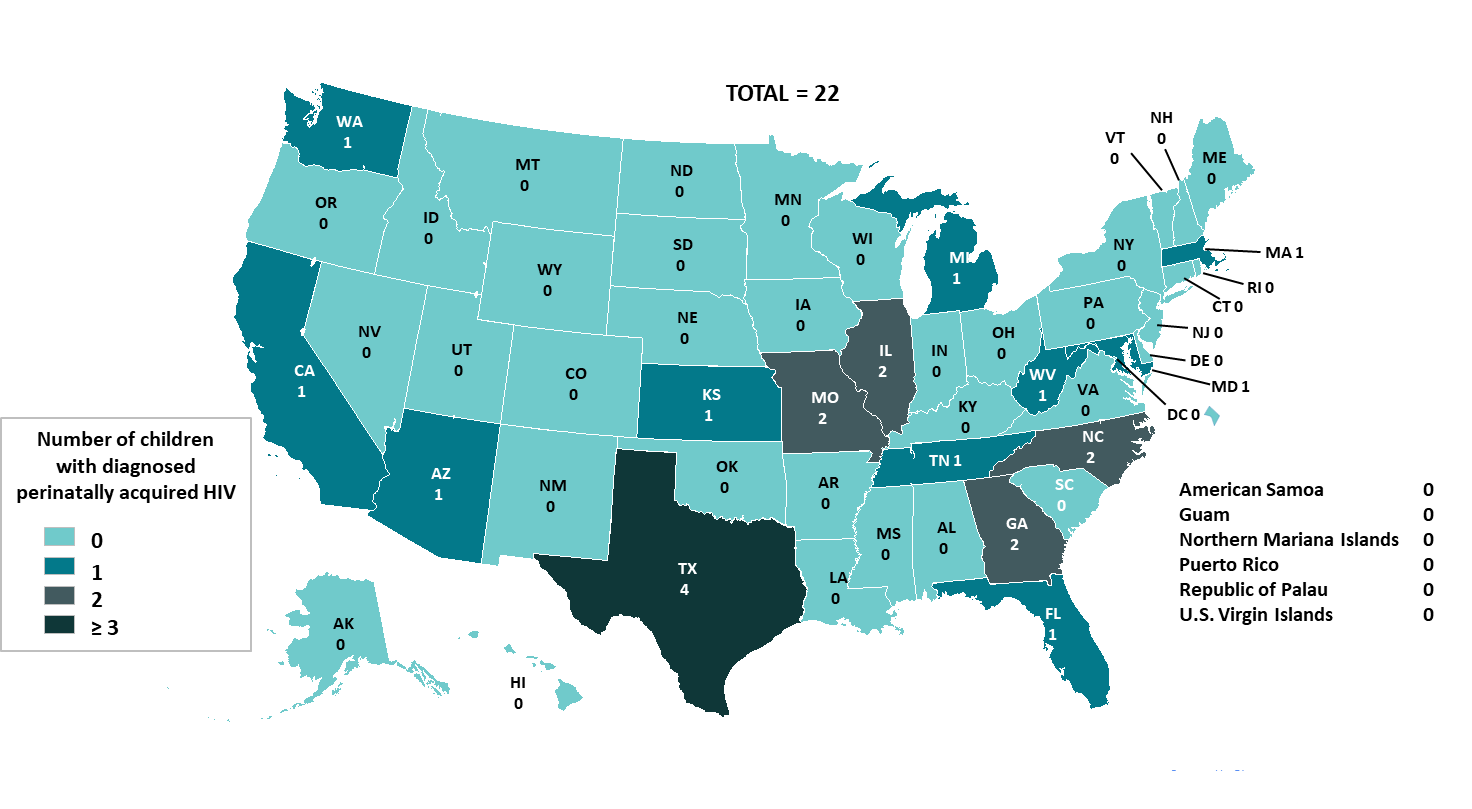 TOTAL = 22
WA
1
OR
0
CA
1
ID
0
NV
0
MT
0
WY
0
UT
0
AZ
1
CO
0
NM
0
ND
0
SD
0
NE
0
KS
1
OK
0
TX
4
MN
0
IA
0
MO
2
AR
0
LA
0
WI
0
IL
2
MI
1
IN
0
OH
0
KY
0
TN 1
MS
0
AL
0
GA
2
FL
1
SC
0
NC
2
VA
0
WV
1
PA
0
NY
0
VT
0
NH
0
ME
0
MA 1
RI 0
CT 0
NJ 0
DE 0
MD 1
DC 0
AK
0
HI
0
Number of children
with diagnosed
perinatally acquired HIV
0
1
2
≥ 3
American Samoa 0
Guam 0
Northern Mariana Islands 0
Puerto Rico 0
Republic of Palau 0
U.S. Virgin Islands 0